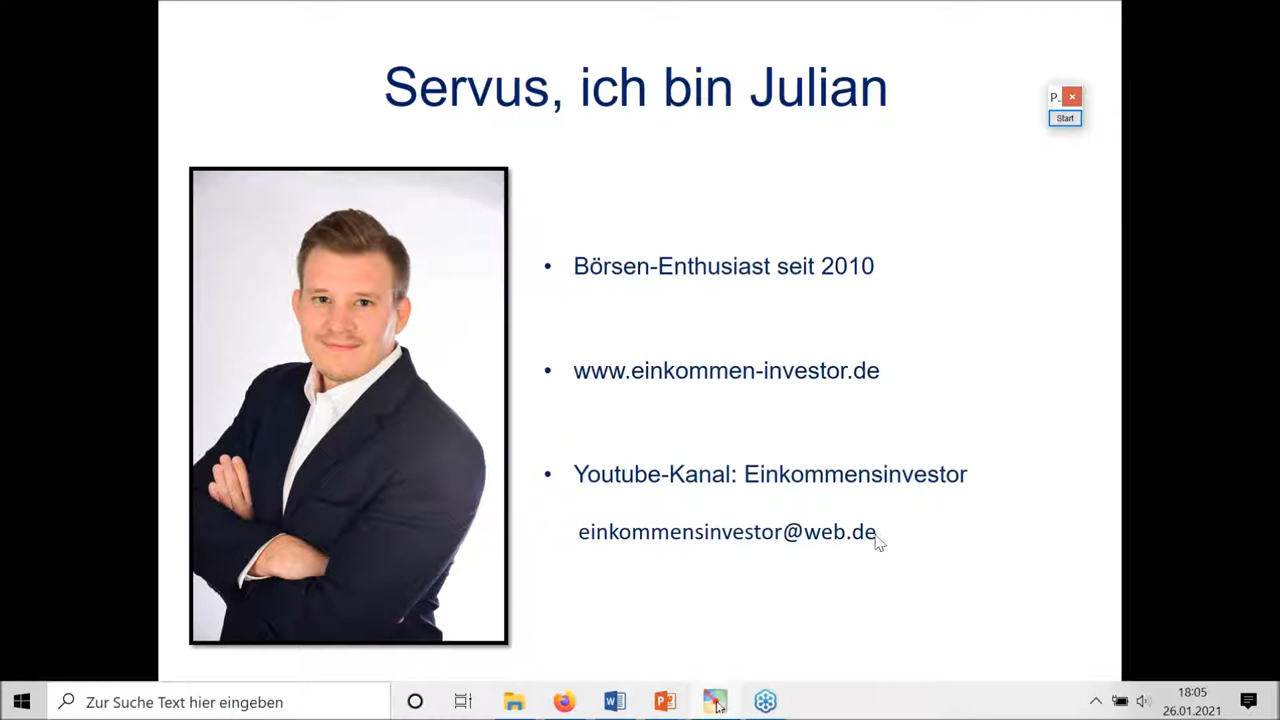 Servus, ich bin Julian
P..
Start
• Börsen-Enthusiast seit 2010
• www.einkommen-investor.de
• Youtube-Kanal: Einkommensinvestor
einkommensinvestor@web.de
Zur Suche Text hier eingeben
18:05
26.01.2021